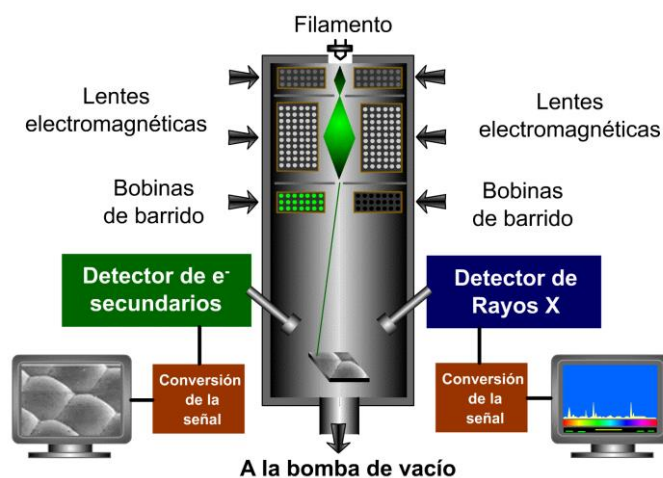 Filamento
Lentes
electromagnéticas
Lentes
electromagnéticas
Bobinas
de barrido
Bobinas
de barrido
Detector de e-
secundarios
Detector de
Rayos X
Conversión
de la
señal
Conversión
de la
señal
A la bomba de vacío